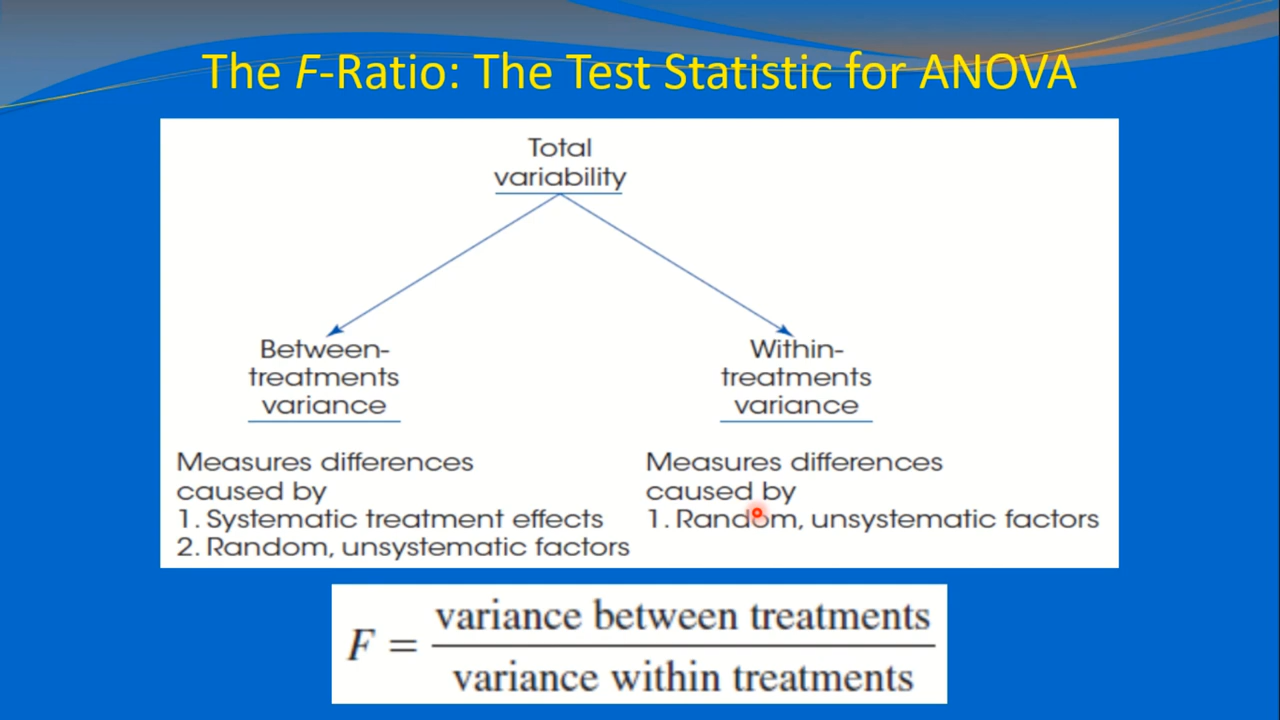 The F-Ratio: The Test Statistic for ANOVA
Total
variability
Between-
treatments
variance
Measures differences
caused by
1. Systematic treatment effects
2. Random, unsystematic factors
Within-
treatments
variance
Measures differences
caused by
1. Random, unsystematic factors
F = variance between treatments
variance within treatments